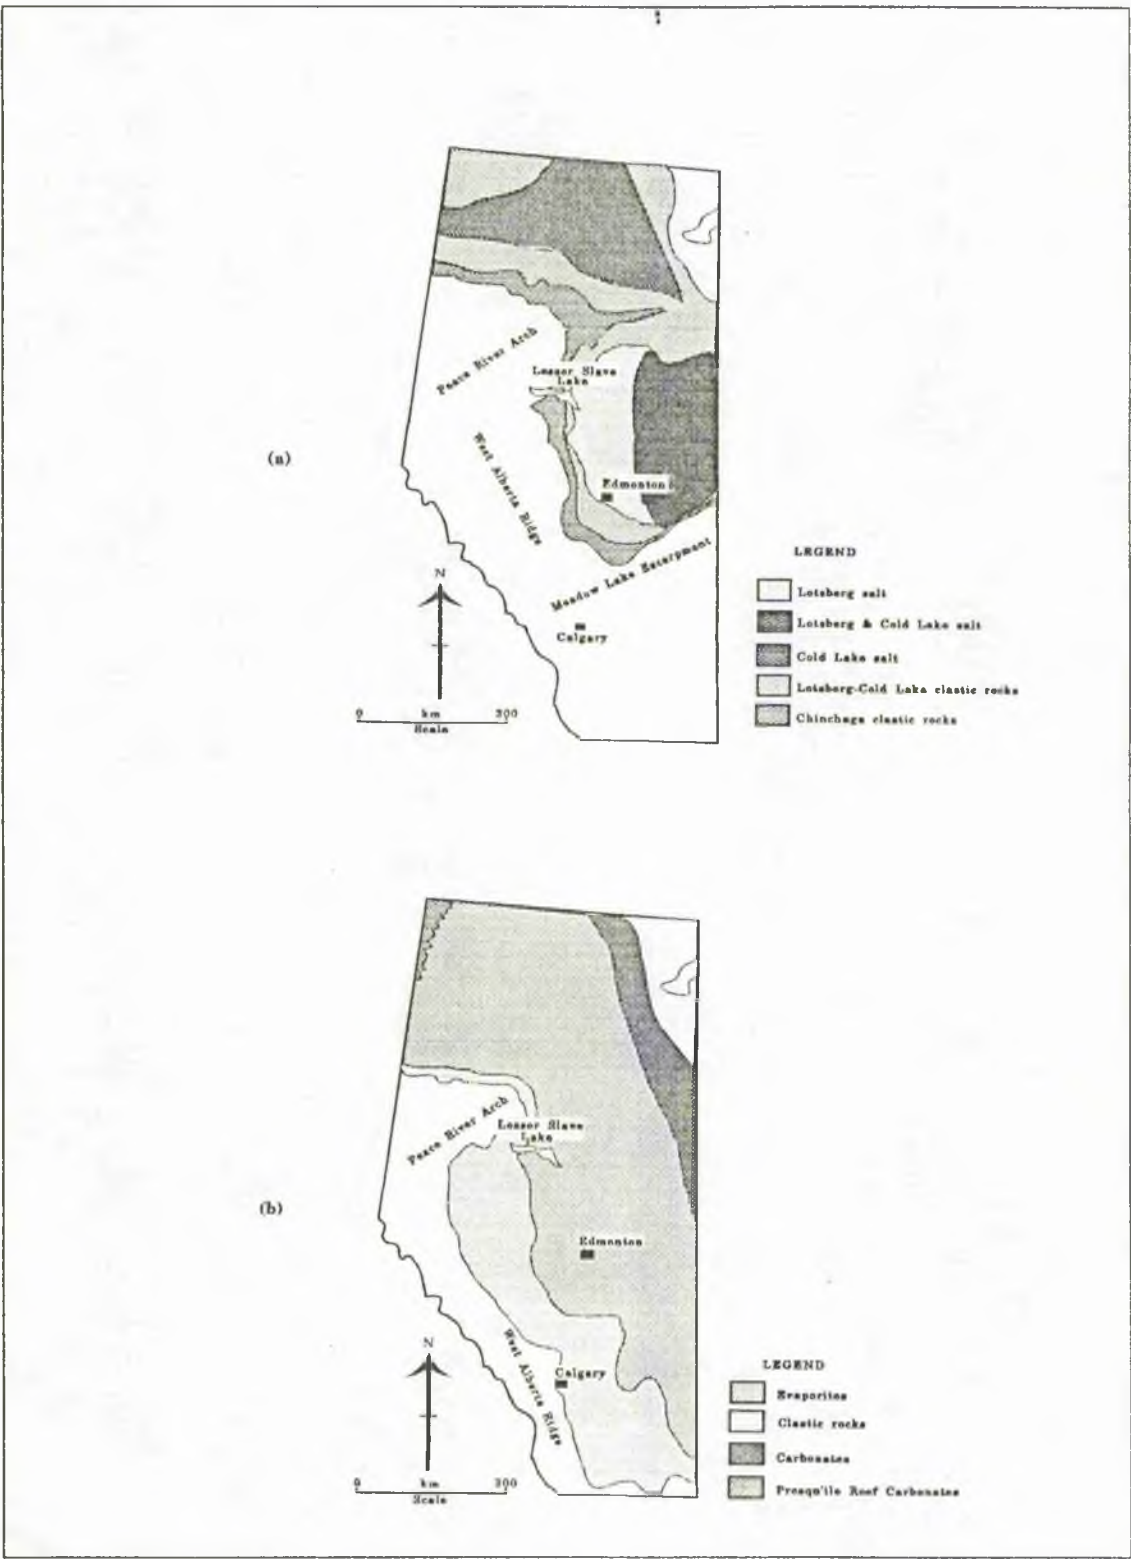 Peace River Arch
Lesser Slave
Lake
(a)
West Alberta Ridge
Edmonton
Meadow Lake Escarpment
N
Calgary
0 km 300
Scale
LEGEND
Lotsberg salt
Lotsberg & Cold Lake salt
Cold Lake salt
Lotsberg-Cold Lake clastic rocks
Chinchaga clastic rocks
Peace River Arch
Lesser Slave
Lake
(b)
Edmonton
West Alberta Ridge
N
Calgary
0 km 300
Scale
LEGEND
Evaporites
Clastic rocks
Carbonates
Presqu'ile Reef Carbonates